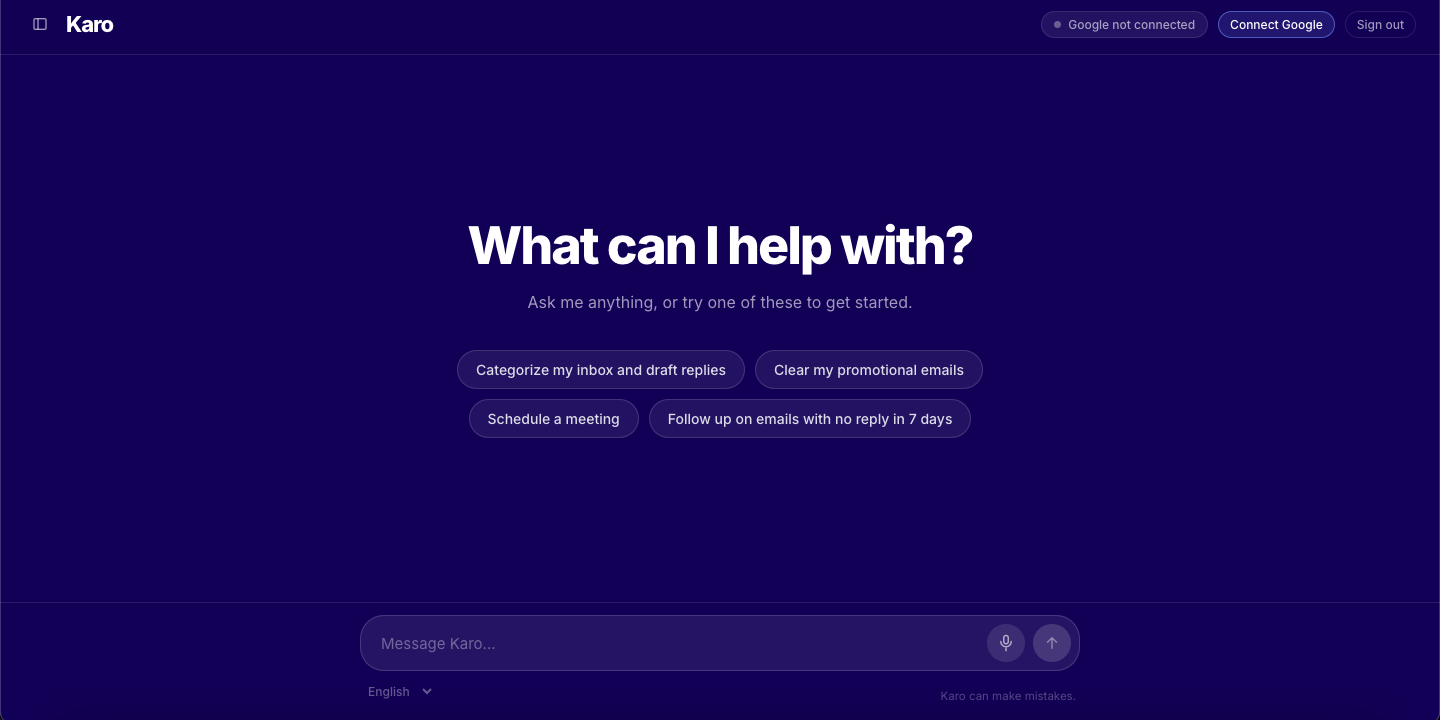 Karo
Google not connected
Connect Google
Sign out
What can I help with?
Ask me anything, or try one of these to get started.
Categorize my inbox and draft replies
Clear my promotional emails
Schedule a meeting
Follow up on emails with no reply in 7 days
Message Karo...
English
Karo can make mistakes.